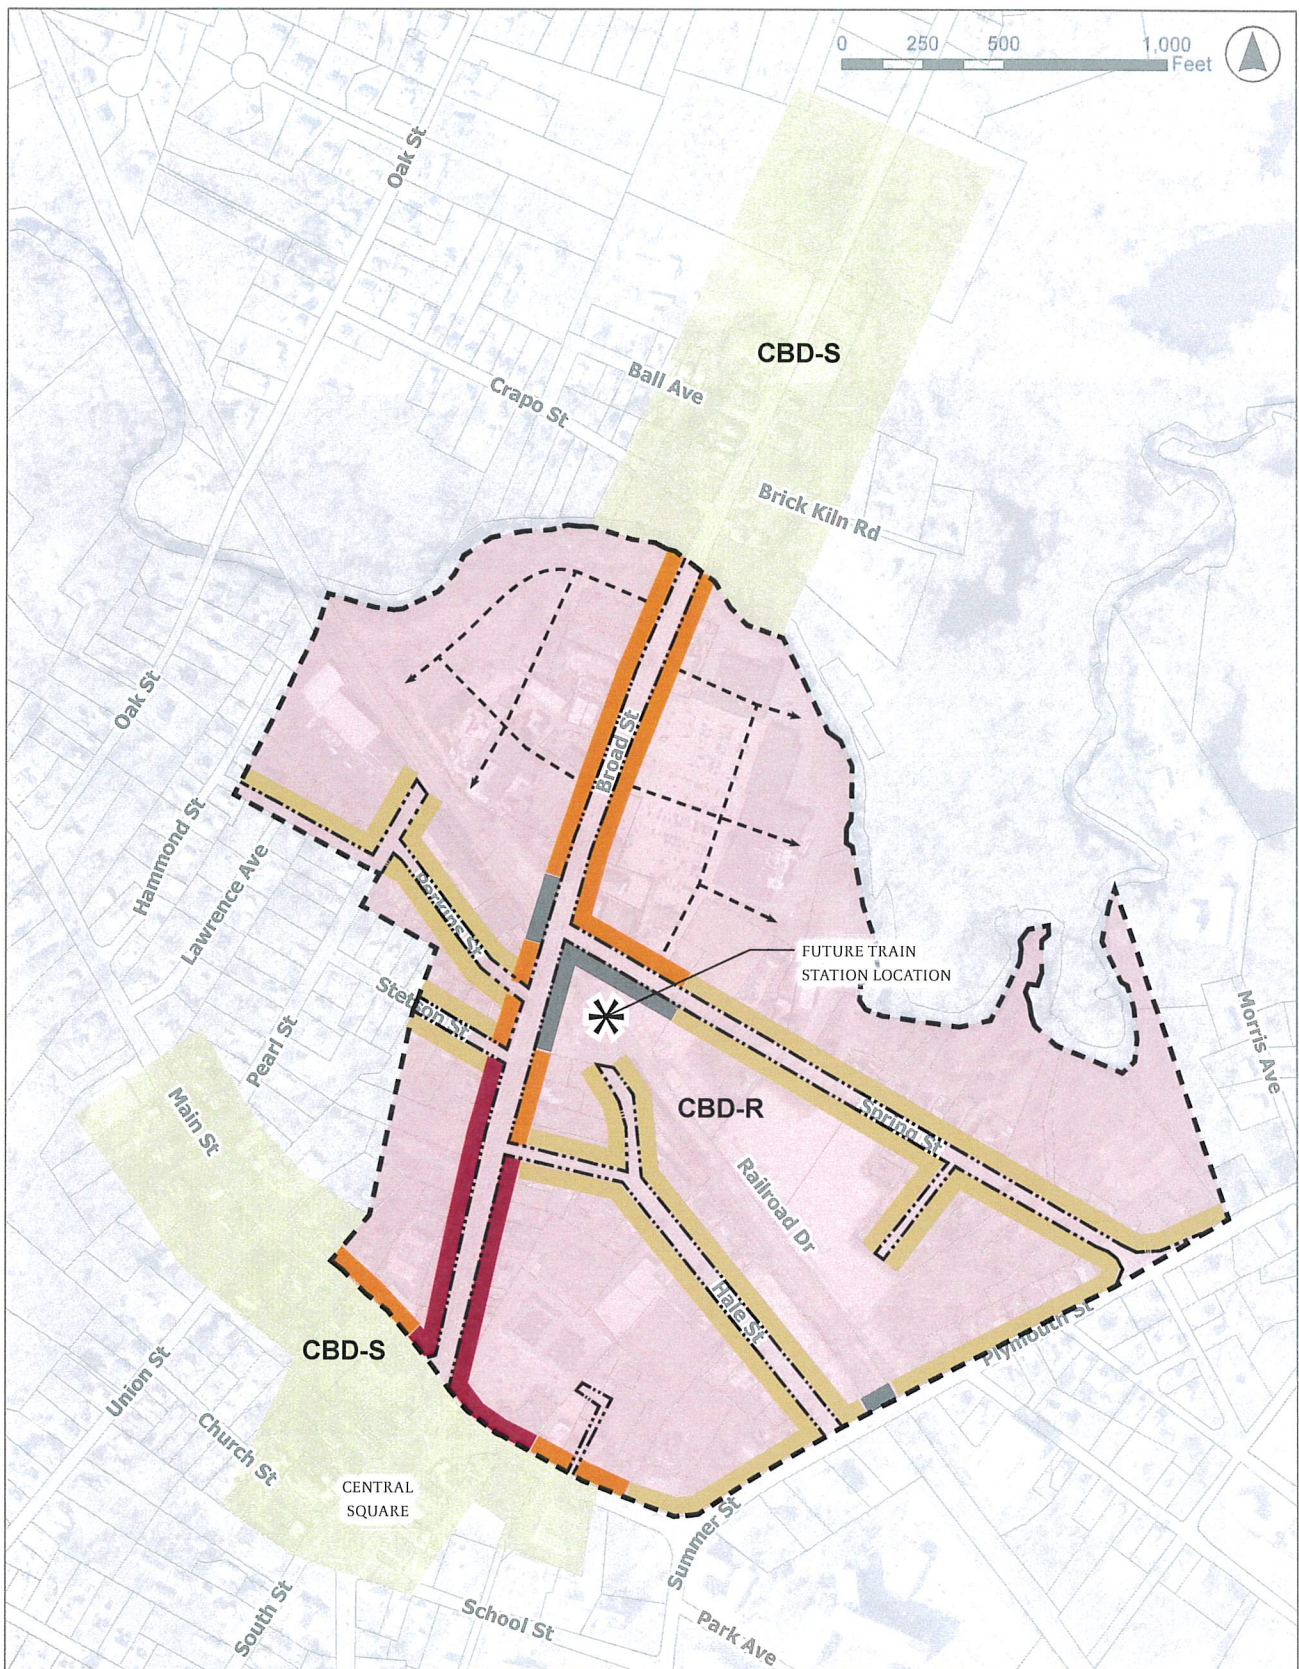 0 250 500 1,000
Feet
Oak St
CBD-S
Ball Ave
Crapo St
Brick Kiln Rd
Oak St
Broad St
Hammond St
Lawrence Ave
Perkins St
FUTURE TRAIN
STATION LOCATION
Stetson St
Morris Ave
Pearl St
Main St
CBD-R
Spring St
Railroad Dr
Hale St
Plymouth St
CBD-S
Union St
Church St
CENTRAL
SQUARE
Summer St
South St
School St
Park Ave